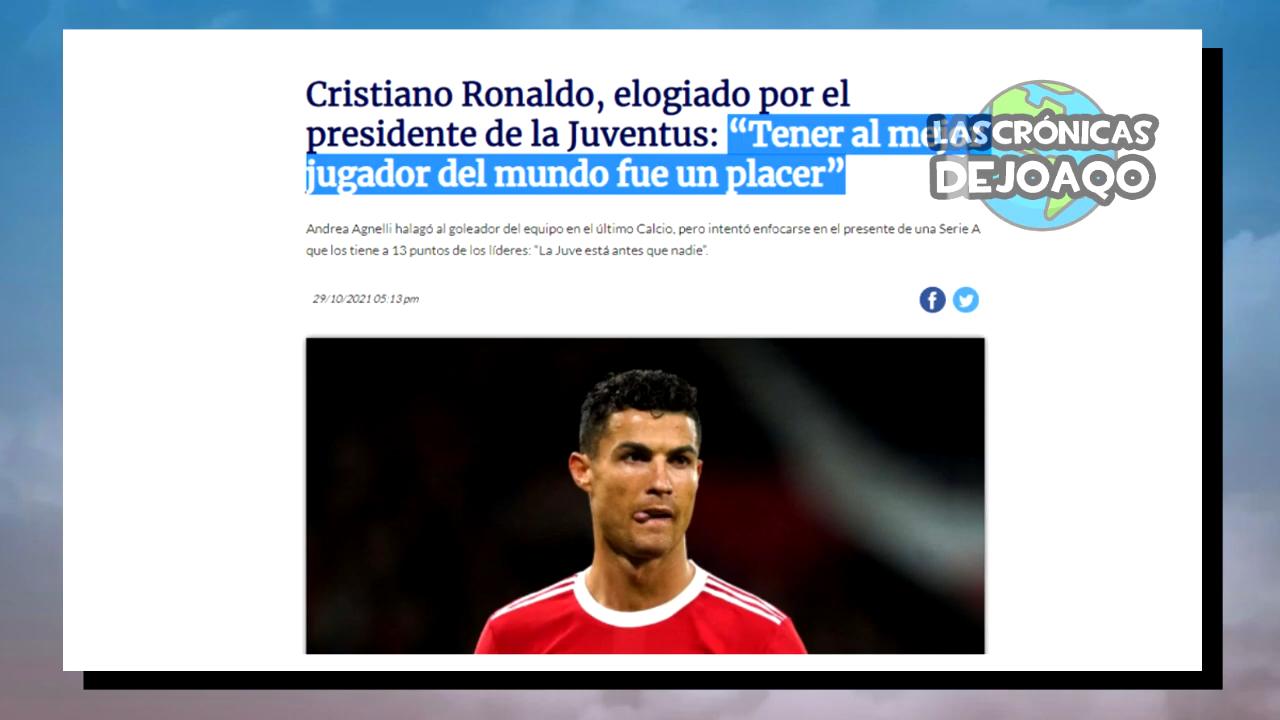 Cristiano Ronaldo, elogiado por el
presidente de la Juventus: “Tener al mejor
jugador del mundo fue un placer”
LAS CRÓNICAS
DE JOAQO
Andrea Agnelli halagó al goleador del equipo en el último Calcio, pero intentó enfocarse en el presente de una Serie A
que los tiene a 13 puntos de los líderes: “La Juve está antes que nadie”.
29/10/2021 05:13 pm